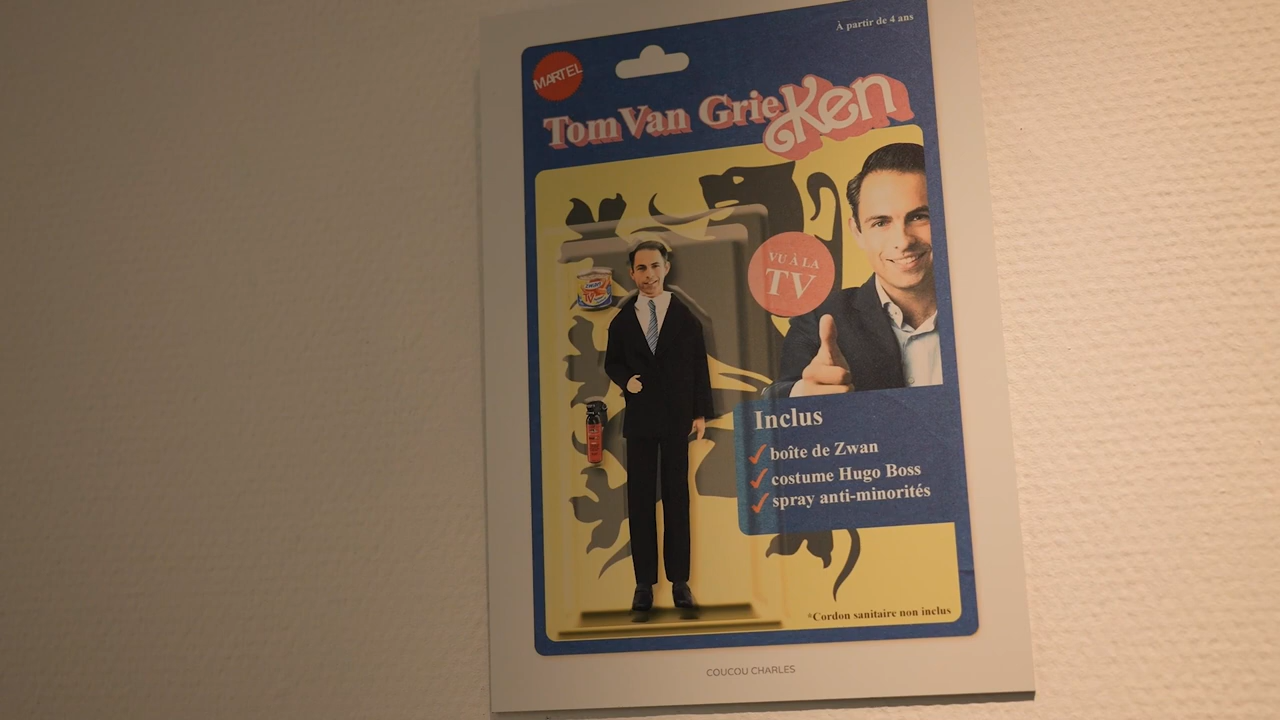 À partir de 4 ans
MARTEL
Tom Van GrieKen
VU À LA
TV
Inclus
boîte de Zwan
costume Hugo Boss
spray anti-minorités
*Cordon sanitaire non inclus
COUCOU CHARLES